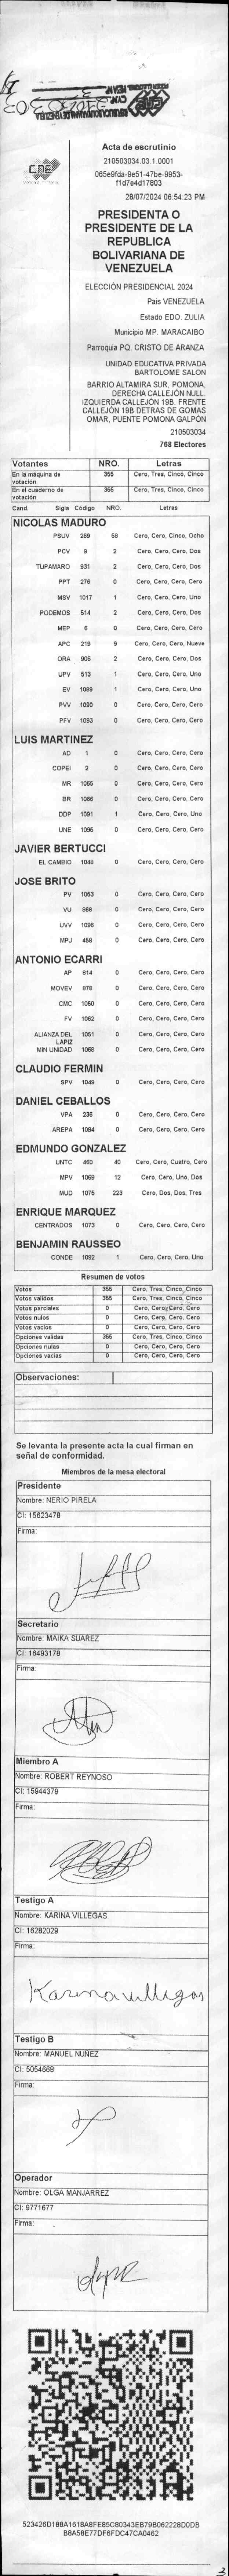 CNE
Acta de escrutinio
210503034.03.1.0001
065e9fda-9e51-47be-9953-
f1d7e4d17803
28/07/2024 06:54:23 PM
PRESIDENTA O
PRESIDENTE DE LA
REPUBLICA
BOLIVARIANA DE
VENEZUELA
ELECCIÓN PRESIDENCIAL 2024
Pais VENEZUELA
Estado EDO. ZULIA
Municipio MP. MARACAIBO
Parroquia PQ. CRISTO DE ARANZA
UNIDAD EDUCATIVA PRIVADA
BARTOLOME SALON
BARRIO ALTAMIRA SUR, POMONA,
DERECHA CALLEJÓN NULL.
IZQUIERDA CALLEJÓN 19B. FRENTE
CALLEJÓN 19B DETRAS DE GOMAS
OMAR, PUENTE POMONA GALPÓN
210503034
768 Electores
Votantes NRO. Letras
En la máquina de votación 355 Cero, Tres, Cinco, Cinco
En el cuaderno de votación 355 Cero, Tres, Cinco, Cinco
Cand. Sigla Código NRO. Letras
NICOLAS MADURO
PSUV 269 58 Cero, Cero, Cinco, Ocho
PCV 9 2 Cero, Cero, Cero, Dos
TUPAMARO 931 2 Cero, Cero, Cero, Dos
PPT 276 0 Cero, Cero, Cero, Cero
MSV 1017 1 Cero, Cero, Cero, Uno
PODEMOS 514 2 Cero, Cero, Cero, Dos
MEP 6 0 Cero, Cero, Cero, Cero
APC 219 9 Cero, Cero, Cero, Nueve
ORA 906 2 Cero, Cero, Cero, Dos
UPV 513 1 Cero, Cero, Cero, Uno
EV 1089 1 Cero, Cero, Cero, Uno
PVV 1090 0 Cero, Cero, Cero, Cero
PFV 1093 0 Cero, Cero, Cero, Cero
LUIS MARTINEZ
AD 1 0 Cero, Cero, Cero, Cero
COPEI 2 0 Cero, Cero, Cero, Cero
MR 1065 0 Cero, Cero, Cero, Cero
BR 1066 0 Cero, Cero, Cero, Cero
DDP 1091 1 Cero, Cero, Cero, Uno
UNE 1095 0 Cero, Cero, Cero, Cero
JAVIER BERTUCCI
EL CAMBIO 1048 0 Cero, Cero, Cero, Cero
JOSE BRITO
PV 1053 0 Cero, Cero, Cero, Cero
VU 868 0 Cero, Cero, Cero, Cero
UVV 1096 0 Cero, Cero, Cero, Cero
MPJ 458 0 Cero, Cero, Cero, Cero
ANTONIO ECARRI
AP 814 0 Cero, Cero, Cero, Cero
MOVEV 878 0 Cero, Cero, Cero, Cero
CMC 1050 0 Cero, Cero, Cero, Cero
FV 1052 0 Cero, Cero, Cero, Cero
ALIANZA DEL LAPIZ 1051 0 Cero, Cero, Cero, Cero
MIN UNIDAD 1056 0 Cero, Cero, Cero, Cero
CLAUDIO FERMIN
SPV 1049 0 Cero, Cero, Cero, Cero
DANIEL CEBALLOS
VPA 236 0 Cero, Cero, Cero, Cero
AREPA 1094 0 Cero, Cero, Cero, Cero
EDMUNDO GONZALEZ
UNTC 460 40 Cero, Cero, Cuatro, Cero
MPV 1069 12 Cero, Cero, Uno, Dos
MUD 1075 223 Cero, Dos, Dos, Tres
ENRIQUE MARQUEZ
CENTRADOS 1073 0 Cero, Cero, Cero, Cero
BENJAMIN RAUSSEO
CONDE 1092 1 Cero, Cero, Cero, Uno
Resumen de votos
Votos 355 Cero, Tres, Cinco, Cinco
Votos validos 355 Cero, Tres, Cinco, Cinco
Votos parciales 0 Cero, Cero, Cero, Cero
Votos nulos 0 Cero, Cero, Cero, Cero
Votos vacios 0 Cero, Cero, Cero, Cero
Opciones validas 355 Cero, Tres, Cinco, Cinco
Opciones nulas 0 Cero, Cero, Cero, Cero
Opciones vacias 0 Cero, Cero, Cero, Cero
Observaciones:
Se levanta la presente acta la cual firman en
señal de conformidad.
Miembros de la mesa electoral
Presidente
Nombre: NERIO PIRELA
CI: 15623478
Firma:
Secretario
Nombre: MAIKA SUAREZ
CI: 16493178
Firma:
Miembro A
Nombre: ROBERT REYNOSO
CI: 15944379
Firma:
Testigo A
Nombre: KARINA VILLEGAS
CI: 16282029
Firma:
Karina villegas
Testigo B
Nombre: MANUEL NUÑEZ
CI: 5054668
Firma:
Operador
Nombre: OLGA MANJARREZ
CI: 9771677
Firma:
523426D188A1618A8FEB5C80343EB79B062228D0DB
B8A58E77DF6FDC47CA0462
3